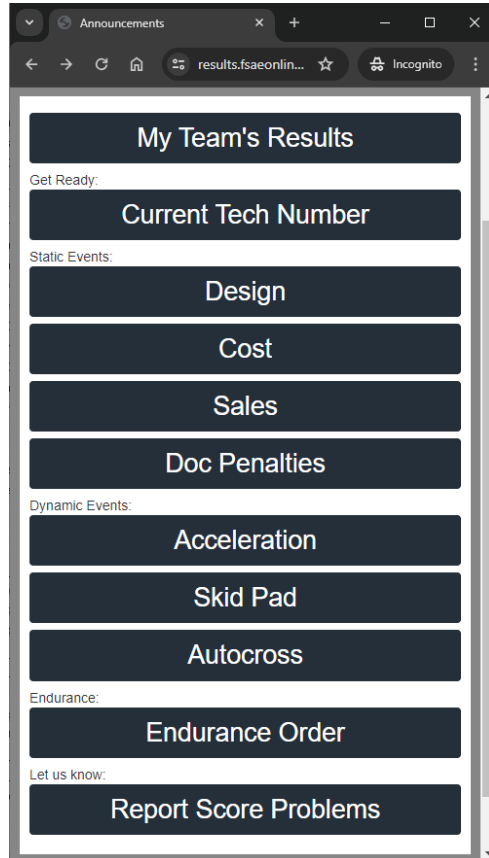 Announcements
results.fsaeonlin...
Incognito
My Team's Results
Get Ready:
Current Tech Number
Static Events:
Design
Cost
Sales
Doc Penalties
Dynamic Events:
Acceleration
Skid Pad
Autocross
Endurance:
Endurance Order
Let us know:
Report Score Problems